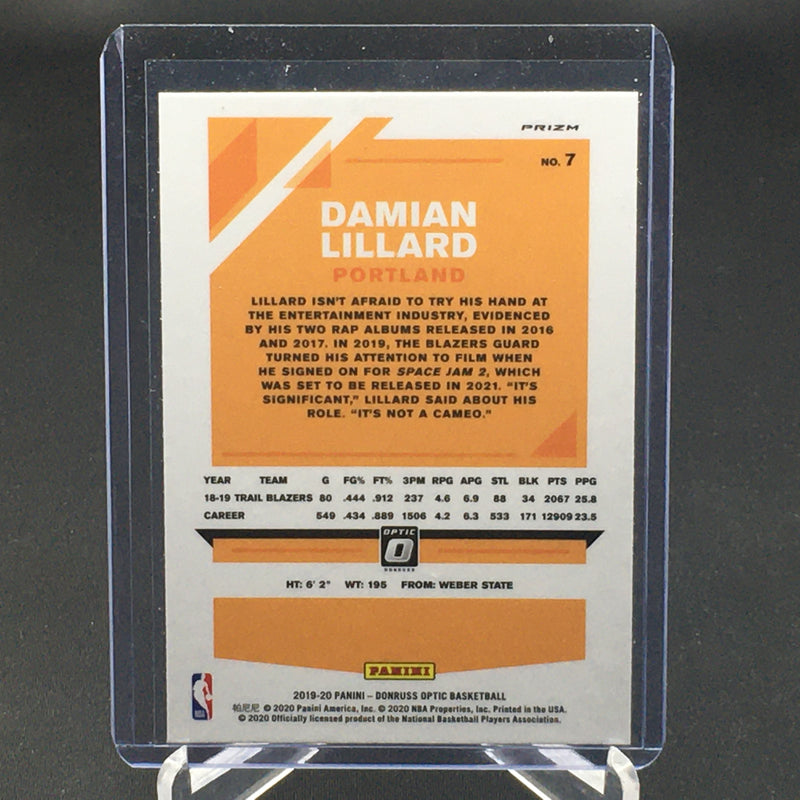 PRIZM
NO. 7
DAMIAN
LILLARD
PORTLAND
LILLARD ISN'T AFRAID TO TRY HIS HAND AT
THE ENTERTAINMENT INDUSTRY, EVIDENCED
BY HIS TWO RAP ALBUMS RELEASED IN 2016
AND 2017. IN 2019, THE BLAZERS GUARD
TURNED HIS ATTENTION TO FILM WHEN
HE SIGNED ON FOR SPACE JAM 2, WHICH
WAS SET TO BE RELEASED IN 2021. "IT'S
SIGNIFICANT," LILLARD SAID ABOUT HIS
ROLE. "IT'S NOT A CAMEO."
YEAR TEAM G FG% FT% 3PM RPG APG STL BLK PTS PPG
18-19 TRAIL BLAZERS 80 .444 .912 237 4.6 6.9 88 34 2067 25.8
CAREER 549 .434 .889 1506 4.2 6.3 533 171 12909 23.5
OPTIC
O
DONRUSS
HT: 6' 2" WT: 195 FROM: WEBER STATE
PANINI
2019-20 PANINI – DONRUSS OPTIC BASKETBALL
帕尼尼 © 2020 Panini America, Inc. © 2020 NBA Properties, Inc. Printed in the USA.
© 2020 Officially licensed product of the National Basketball Players Association.
NBA